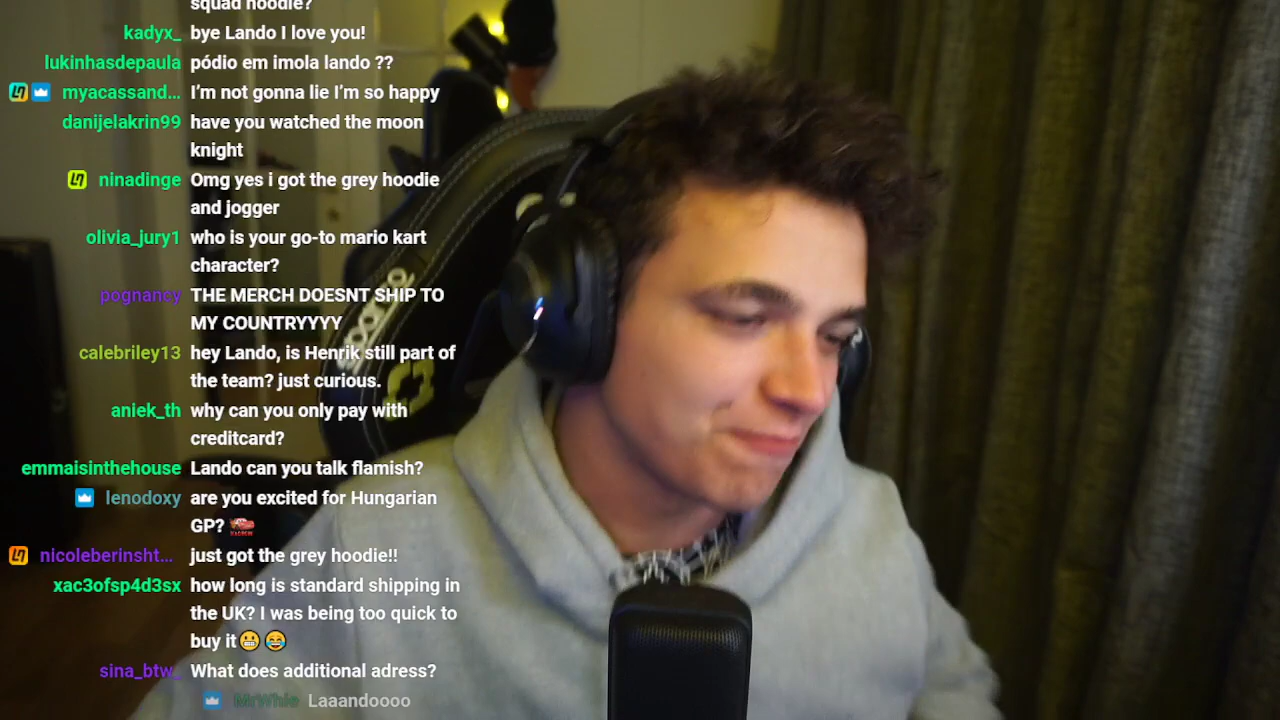 squad hoodie?
kadyx_ bye Lando I love you!
lukinhasdepaula pódio em imola lando ??
myacassand... I'm not gonna lie I'm so happy
danijelakrin99 have you watched the moon
knight
ninadinge Omg yes i got the grey hoodie
and jogger
olivia_jury1 who is your go-to mario kart
character?
pognancy THE MERCH DOESNT SHIP TO
MY COUNTRYYYY
calebriley13 hey Lando, is Henrik still part of
the team? just curious.
aniek_th why can you only pay with
creditcard?
emmaisinthehouse Lando can you talk flamish?
lenodoxy are you excited for Hungarian
GP?
nicoleberinsht... just got the grey hoodie!!
xac3ofsp4d3sx how long is standard shipping in
the UK? I was being too quick to
buy it😬😂
sina_btw_ What does additional adress?
MrWhie Laaandoooo
sparco